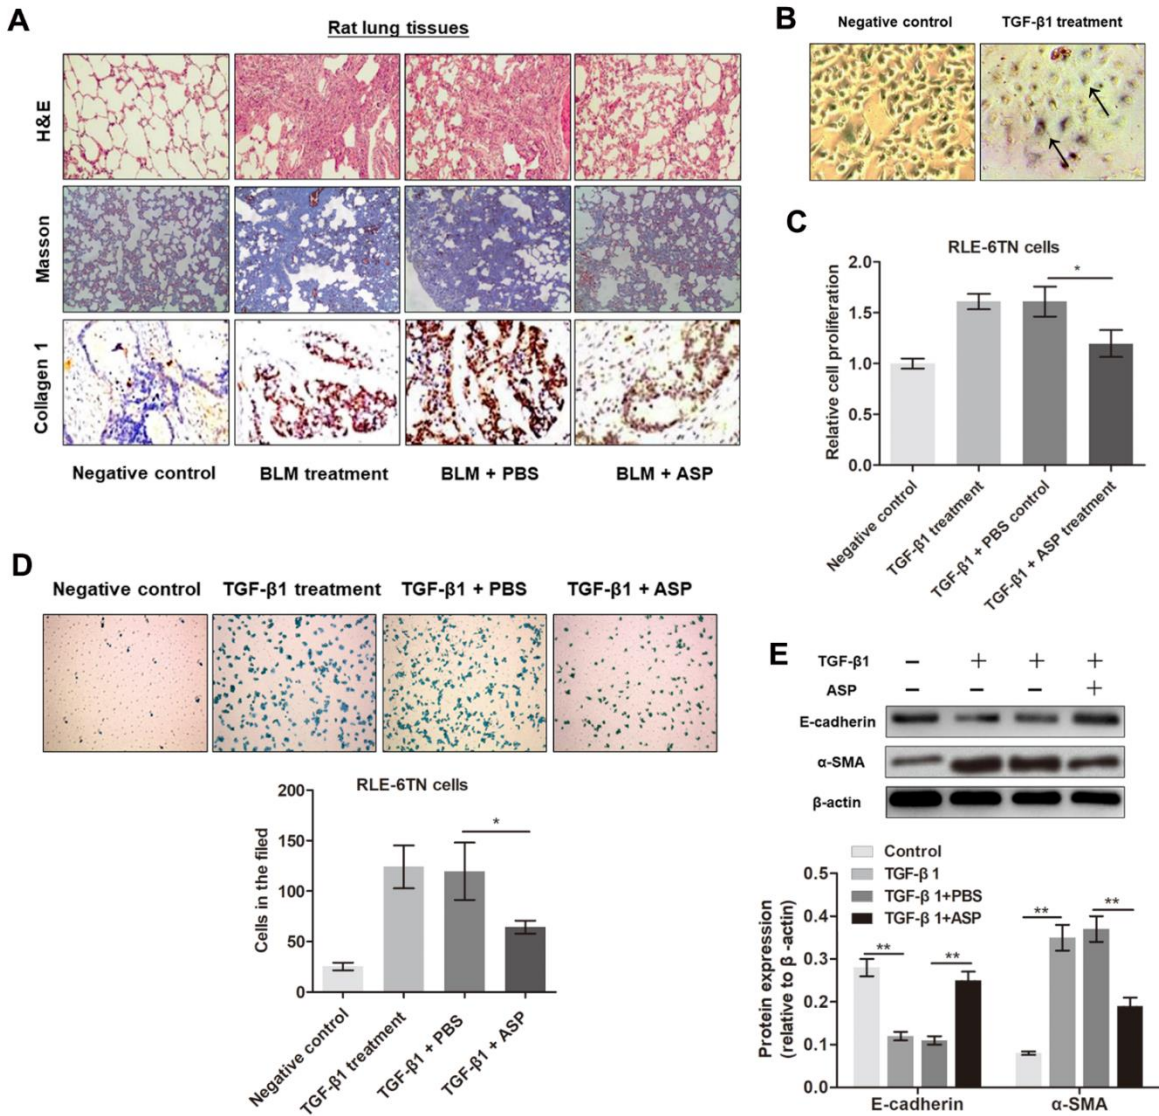 A
Rat lung tissues
H&E
Masson
Collagen 1
Negative control
BLM treatment
BLM + PBS
BLM + ASP
B
Negative control
TGF-β1 treatment
C
RLE-6TN cells
*
Relative cell proliferation
2.0
1.5
1.0
0.5
0.0
Negative control
TGF-β1 treatment
TGF-β1 + PBS control
TGF-β1 + ASP treatment
D
Negative control
TGF-β1 treatment
TGF-β1 + PBS
TGF-β1 + ASP
RLE-6TN cells
*
Cells in the filed
200
150
100
50
0
Negative control
TGF-β1 treatment
TGF-β1 + PBS
TGF-β1 + ASP
E
TGF-β1 − + + +
ASP − − − +
E-cadherin
α-SMA
β-actin
Control
TGF-β 1
TGF-β 1+PBS
TGF-β 1+ASP
** ** ** **
Protein expression
(relative to β -actin)
0.5
0.4
0.3
0.2
0.1
0.0
E-cadherin
α-SMA